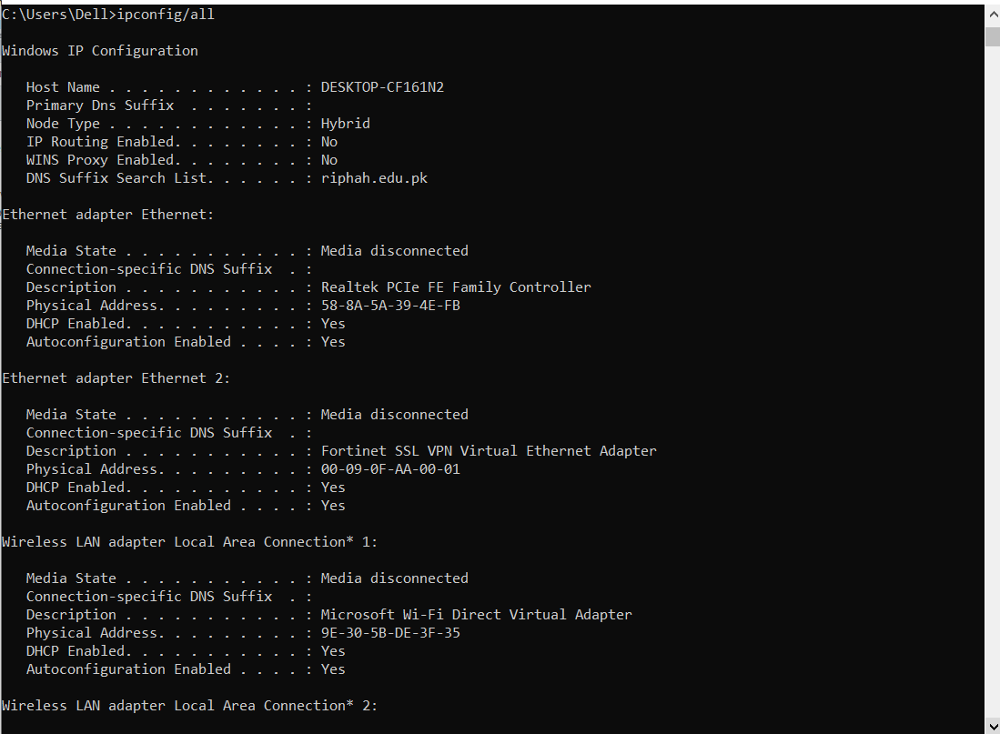 C:\Users\Dell>ipconfig/all
Windows IP Configuration
Host Name . . . . . . . . . . . . : DESKTOP-CF161N2
Primary Dns Suffix  . . . . . . . :
Node Type . . . . . . . . . . . . : Hybrid
IP Routing Enabled. . . . . . . . : No
WINS Proxy Enabled. . . . . . . . : No
DNS Suffix Search List. . . . . . : riphah.edu.pk
Ethernet adapter Ethernet:
Media State . . . . . . . . . . . : Media disconnected
Connection-specific DNS Suffix  . :
Description . . . . . . . . . . . : Realtek PCIe FE Family Controller
Physical Address. . . . . . . . . : 58-8A-5A-39-4E-FB
DHCP Enabled. . . . . . . . . . . : Yes
Autoconfiguration Enabled . . . . : Yes
Ethernet adapter Ethernet 2:
Media State . . . . . . . . . . . : Media disconnected
Connection-specific DNS Suffix  . :
Description . . . . . . . . . . . : Fortinet SSL VPN Virtual Ethernet Adapter
Physical Address. . . . . . . . . : 00-09-0F-AA-00-01
DHCP Enabled. . . . . . . . . . . : Yes
Autoconfiguration Enabled . . . . : Yes
Wireless LAN adapter Local Area Connection* 1:
Media State . . . . . . . . . . . : Media disconnected
Connection-specific DNS Suffix  . :
Description . . . . . . . . . . . : Microsoft Wi-Fi Direct Virtual Adapter
Physical Address. . . . . . . . . : 9E-30-5B-DE-3F-35
DHCP Enabled. . . . . . . . . . . : Yes
Autoconfiguration Enabled . . . . : Yes
Wireless LAN adapter Local Area Connection* 2: